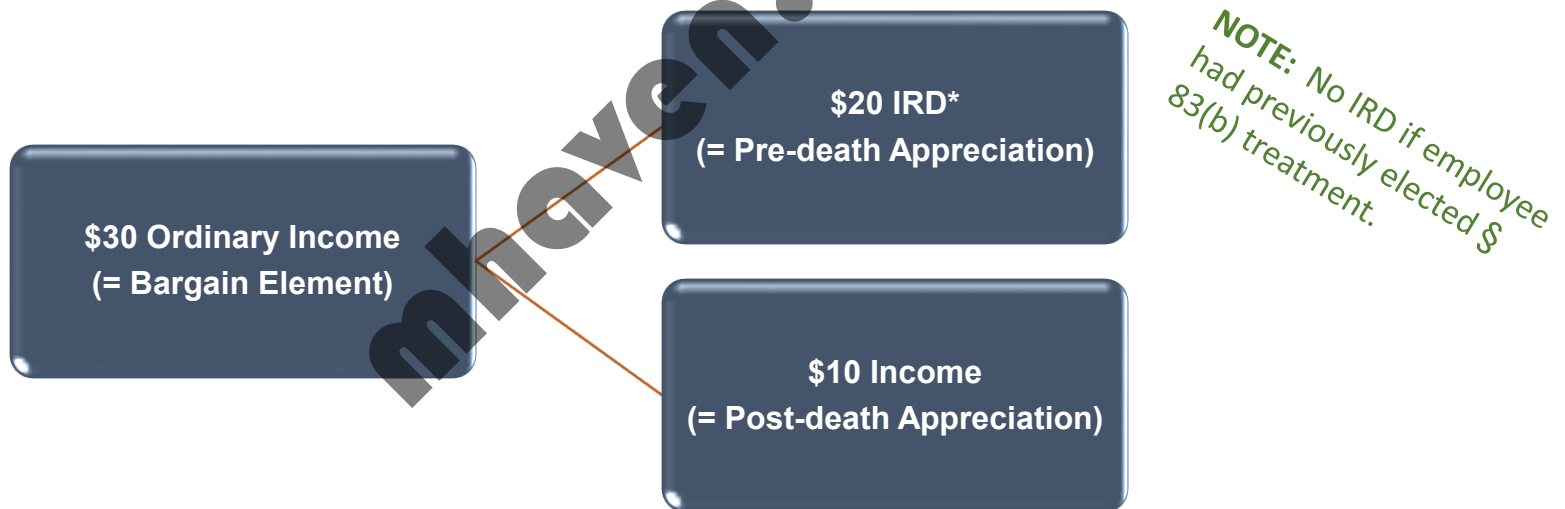 $30 Ordinary Income
(= Bargain Element)
$20 IRD*
(= Pre-death Appreciation)
$10 Income
(= Post-death Appreciation)
NOTE: No IRD if employee
had previously elected §
83(b) treatment.
mhaven.